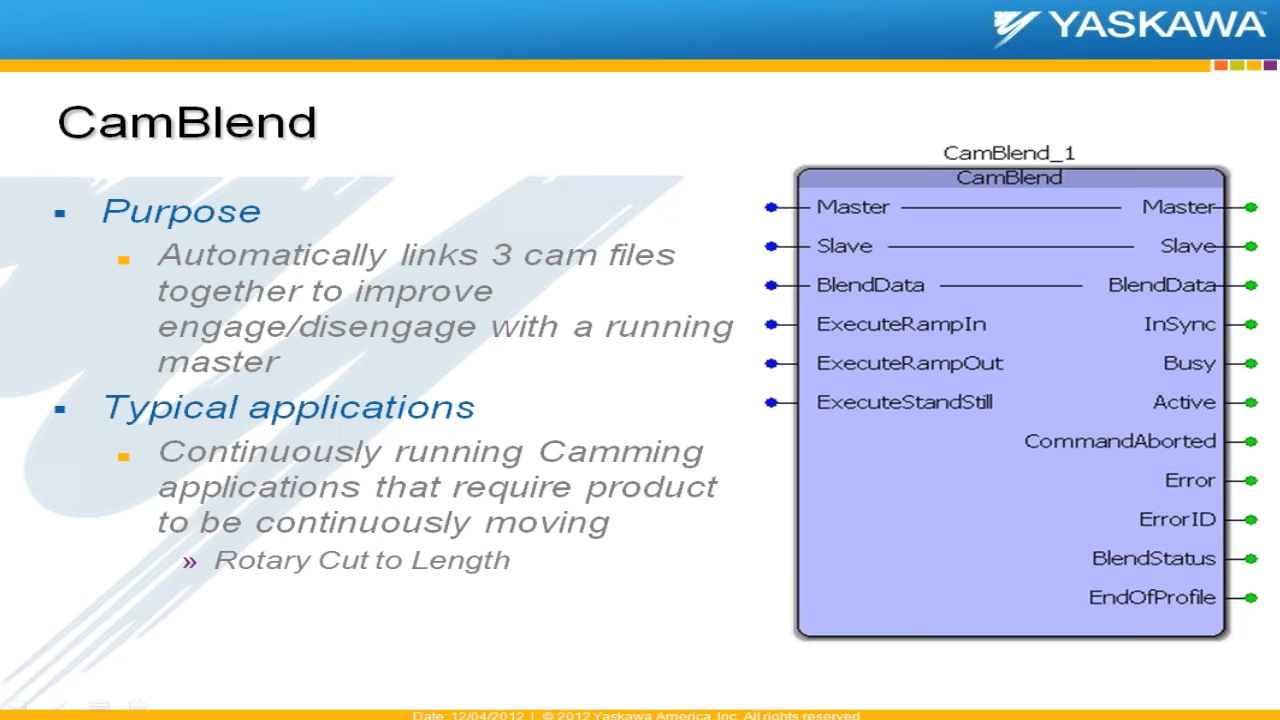 YASKAWA
CamBlend
Purpose
Automatically links 3 cam files
together to improve
engage/disengage with a running
master
Typical applications
Continuously running Camming
applications that require product
to be continuously moving
» Rotary Cut to Length
CamBlend_1
CamBlend
Master Master
Slave Slave
BlendData BlendData
ExecuteRampIn InSync
ExecuteRampOut Busy
ExecuteStandStill Active
CommandAborted
Error
ErrorID
BlendStatus
EndOfProfile
Date: 12/04/2012 | © 2012 Yaskawa America, Inc. All rights reserved.